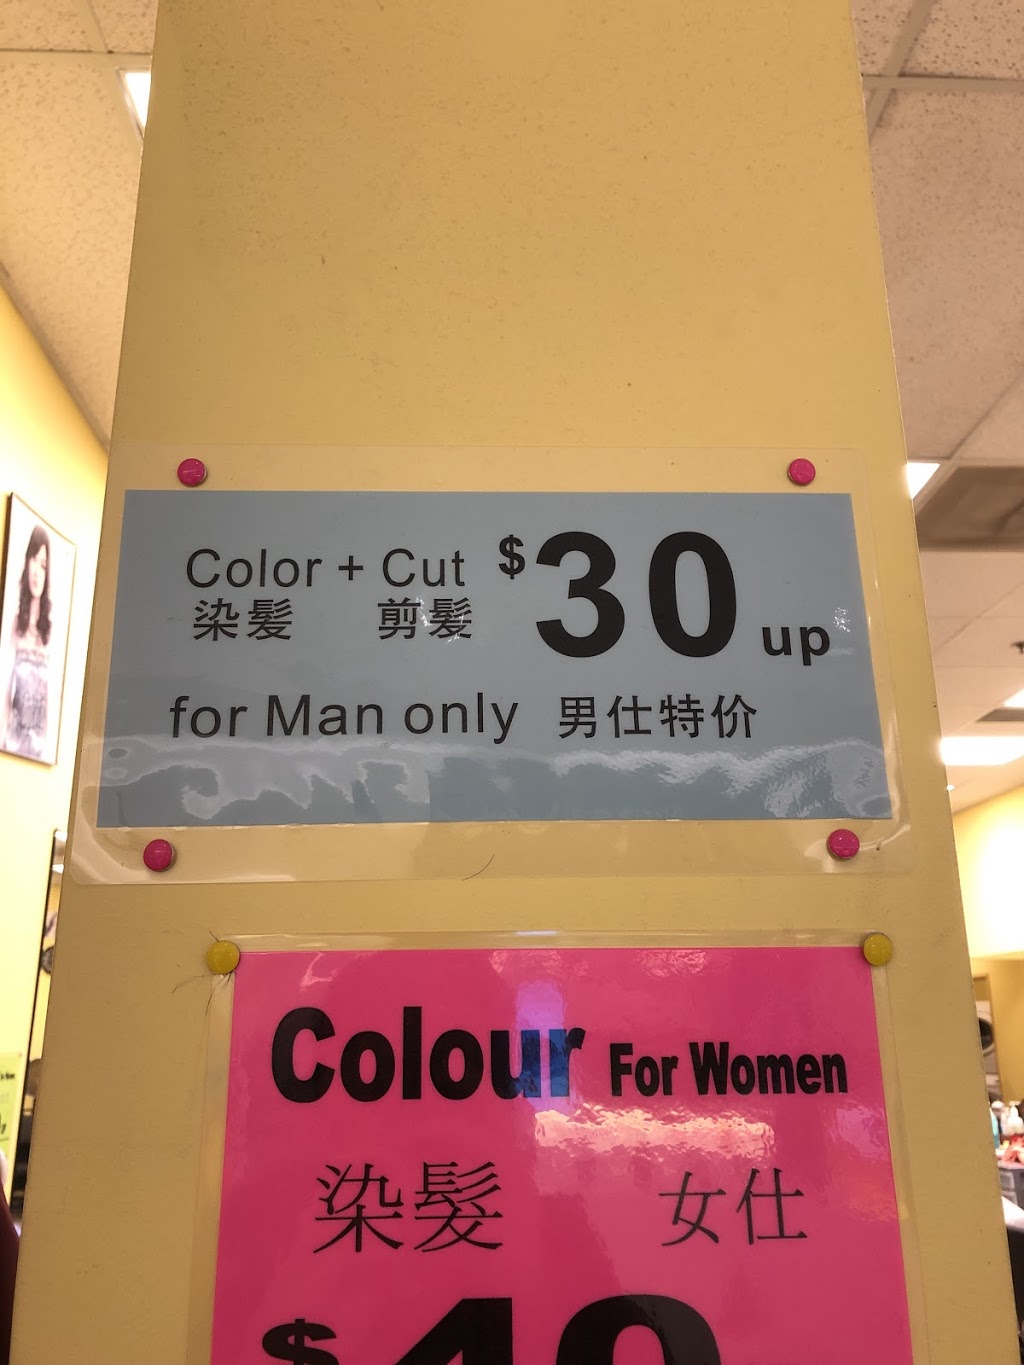 Color + Cut $30 up
染髮 剪髮
for Man only 男仕特价
Colour For Women
染髮 女仕